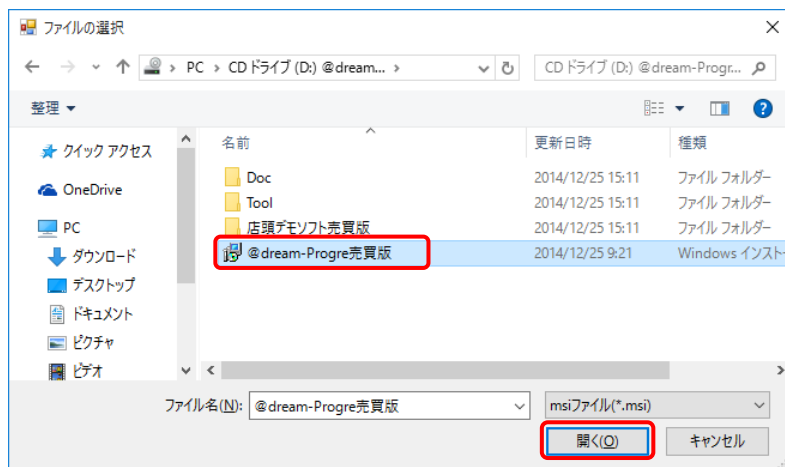 ファイルの選択
PC > CD ドライブ (D:) @dream... >
CD ドライブ (D:) @dream-Progr...
整理
名前 更新日時 種類
クイック アクセス
OneDrive
PC
ダウンロード
デスクトップ
ドキュメント
ピクチャ
ビデオ
Doc 2014/12/25 15:11 ファイル フォルダー
Tool 2014/12/25 15:11 ファイル フォルダー
店頭デモソフト売買版 2014/12/25 15:11 ファイル フォルダー
@dream-Progre売買版 2014/12/25 9:21 Windows インスト
ファイル名(N): @dream-Progre売買版 msiファイル(*.msi)
開く(O) キャンセル